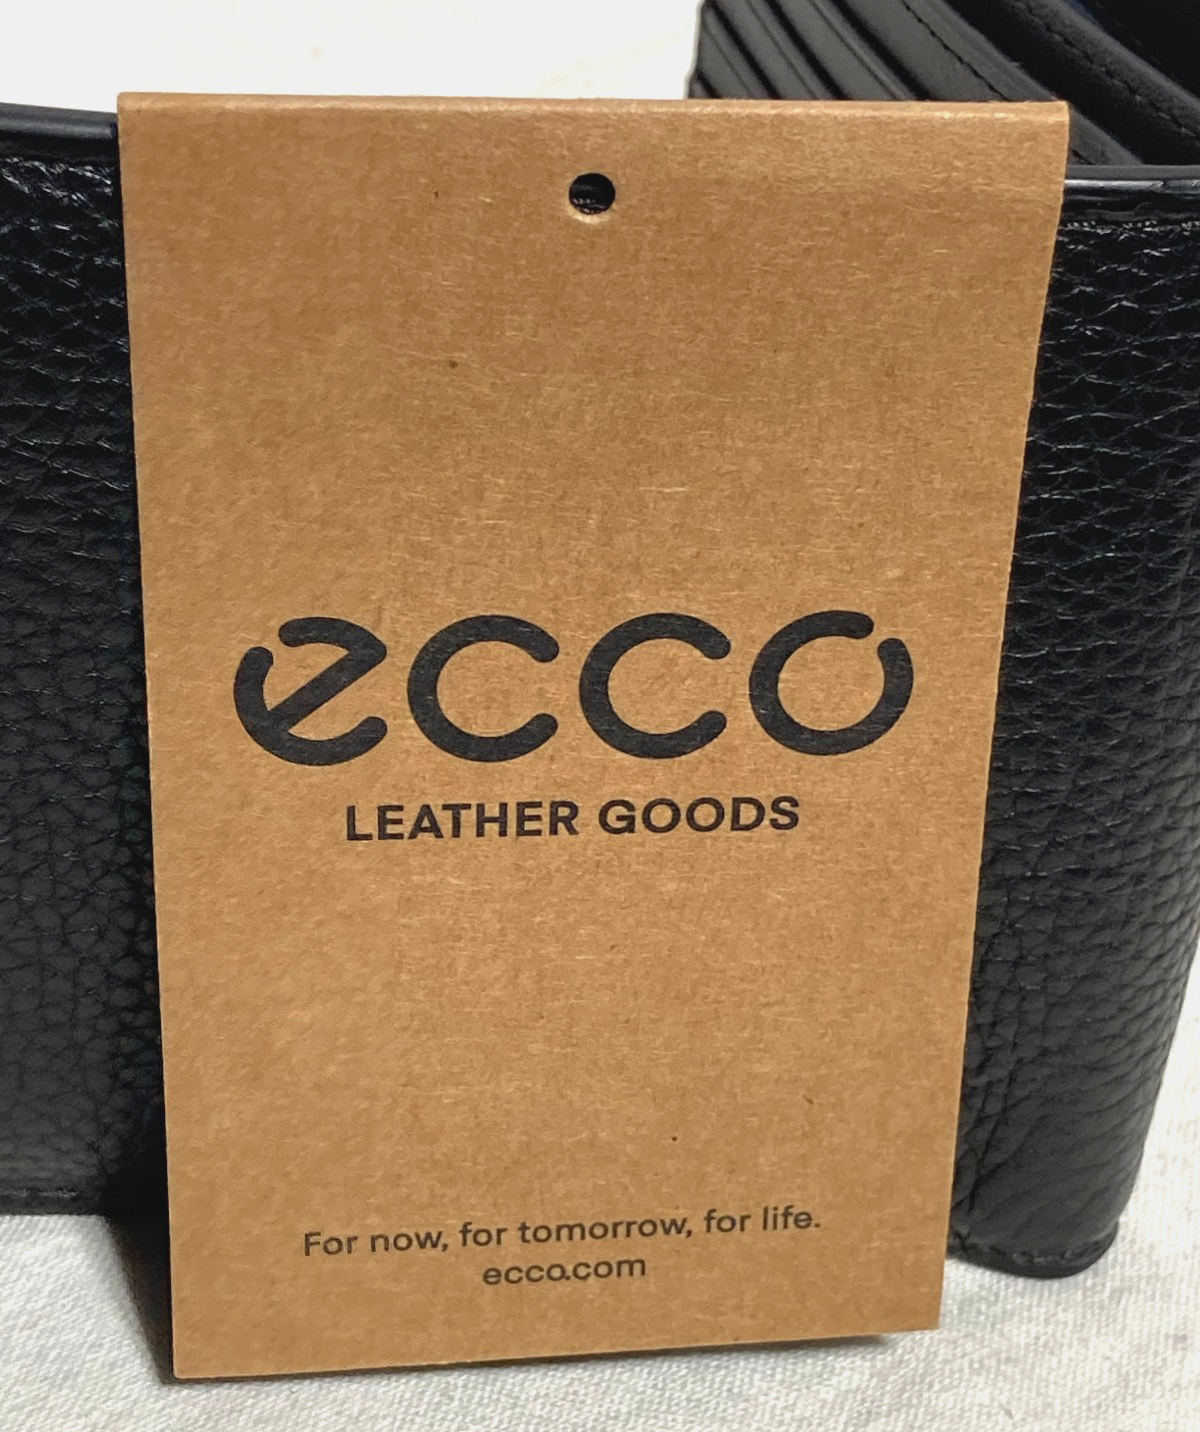 ecco
LEATHER GOODS
For now, for tomorrow, for life.
ecco.com